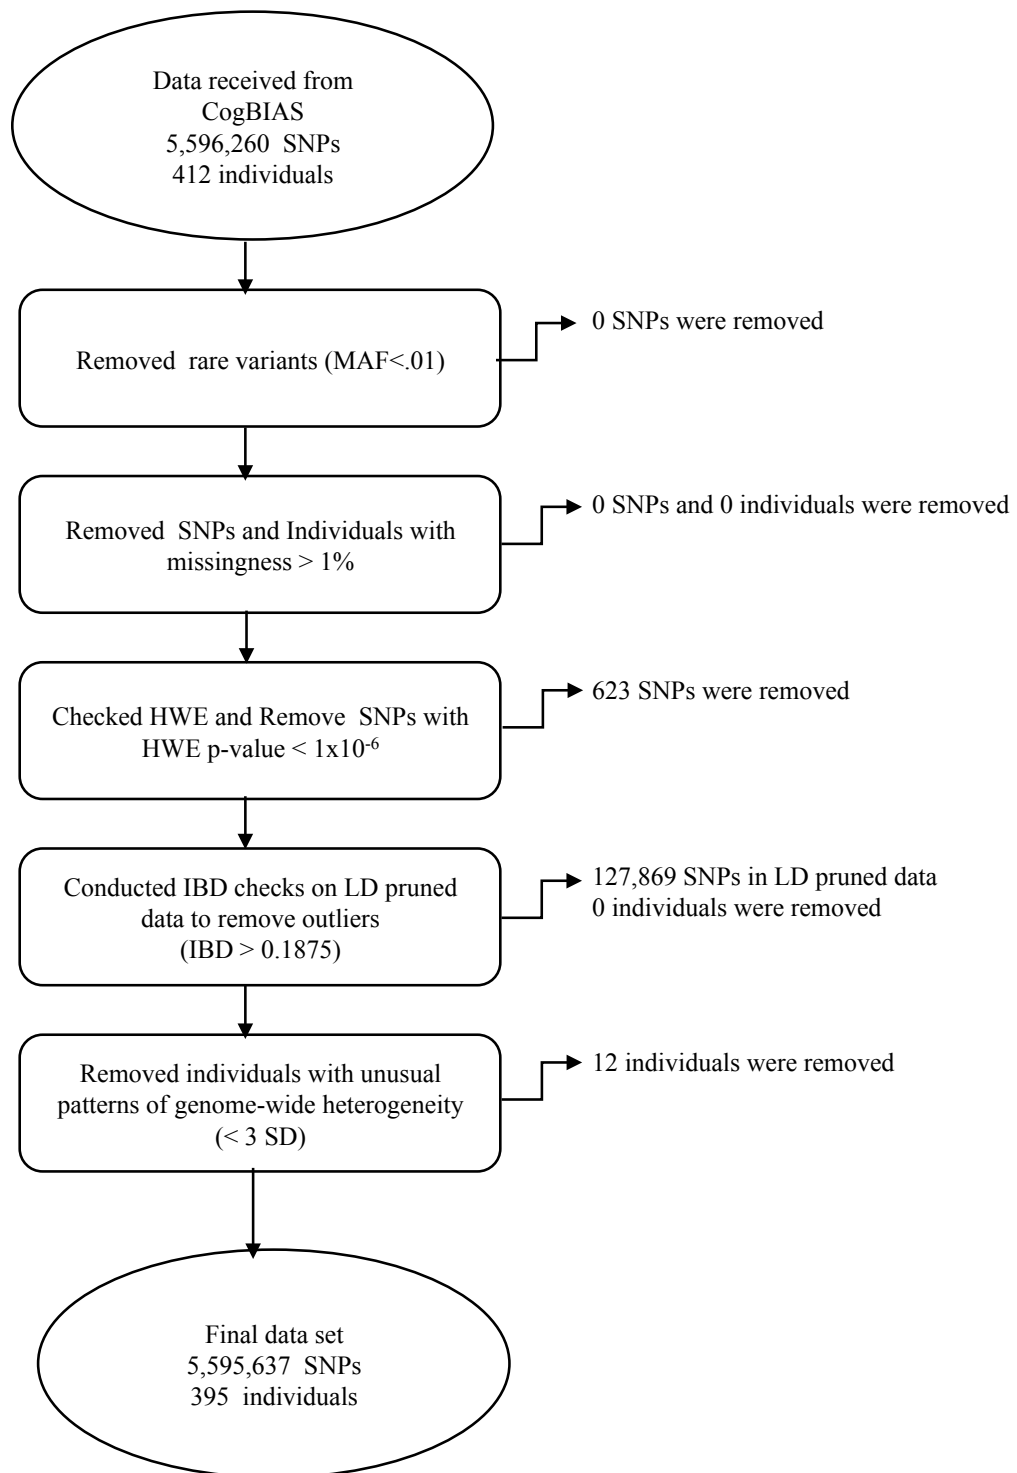 Data received from
CogBIAS
5,596,260 SNPs
412 individuals
Removed rare variants (MAF<.01)
0 SNPs were removed
Removed SNPs and Individuals with
missingness > 1%
0 SNPs and 0 individuals were removed
Checked HWE and Remove SNPs with
HWE p-value < 1x10⁻⁶
623 SNPs were removed
Conducted IBD checks on LD pruned
data to remove outliers
(IBD > 0.1875)
127,869 SNPs in LD pruned data
0 individuals were removed
Removed individuals with unusual
patterns of genome-wide heterogeneity
(< 3 SD)
12 individuals were removed
Final data set
5,595,637 SNPs
395 individuals